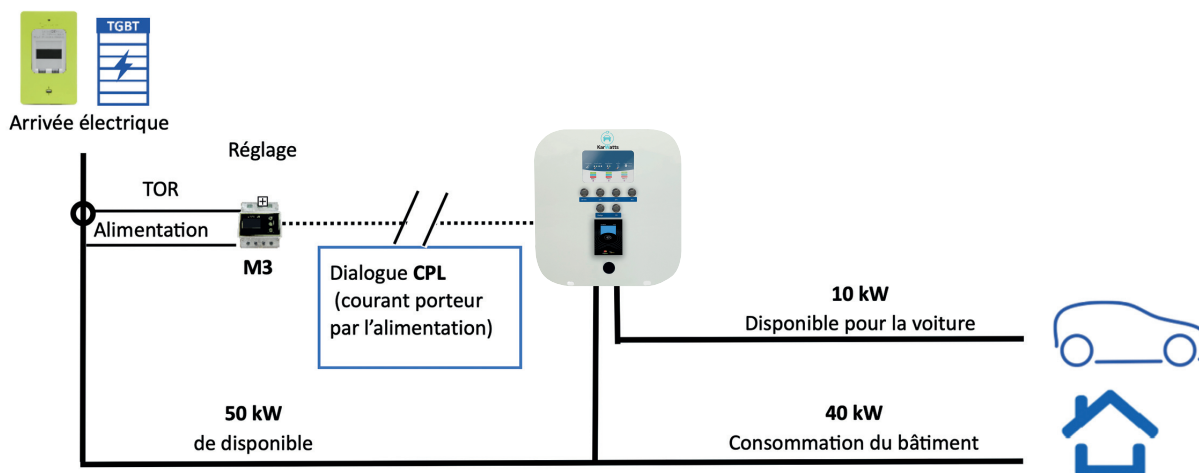 TGBT
Arrivée électrique
Réglage
TOR
Alimentation
M3
Dialogue CPL
(courant porteur
par l'alimentation)
KarWatts
10 kW
Disponible pour la voiture
50 kW
de disponible
40 kW
Consommation du bâtiment